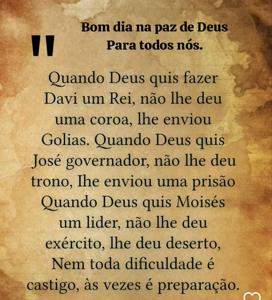 Bom dia na paz de Deus
Para todos nós.
"
Quando Deus quis fazer
Davi um Rei, não lhe deu
uma coroa, lhe enviou
Golias. Quando Deus quis
José governador, não lhe deu
trono, lhe enviou uma prisão
Quando Deus quis Moisés
um lider, não lhe deu
exército, lhe deu deserto,
Nem toda dificuldade é
castigo, às vezes é preparação.